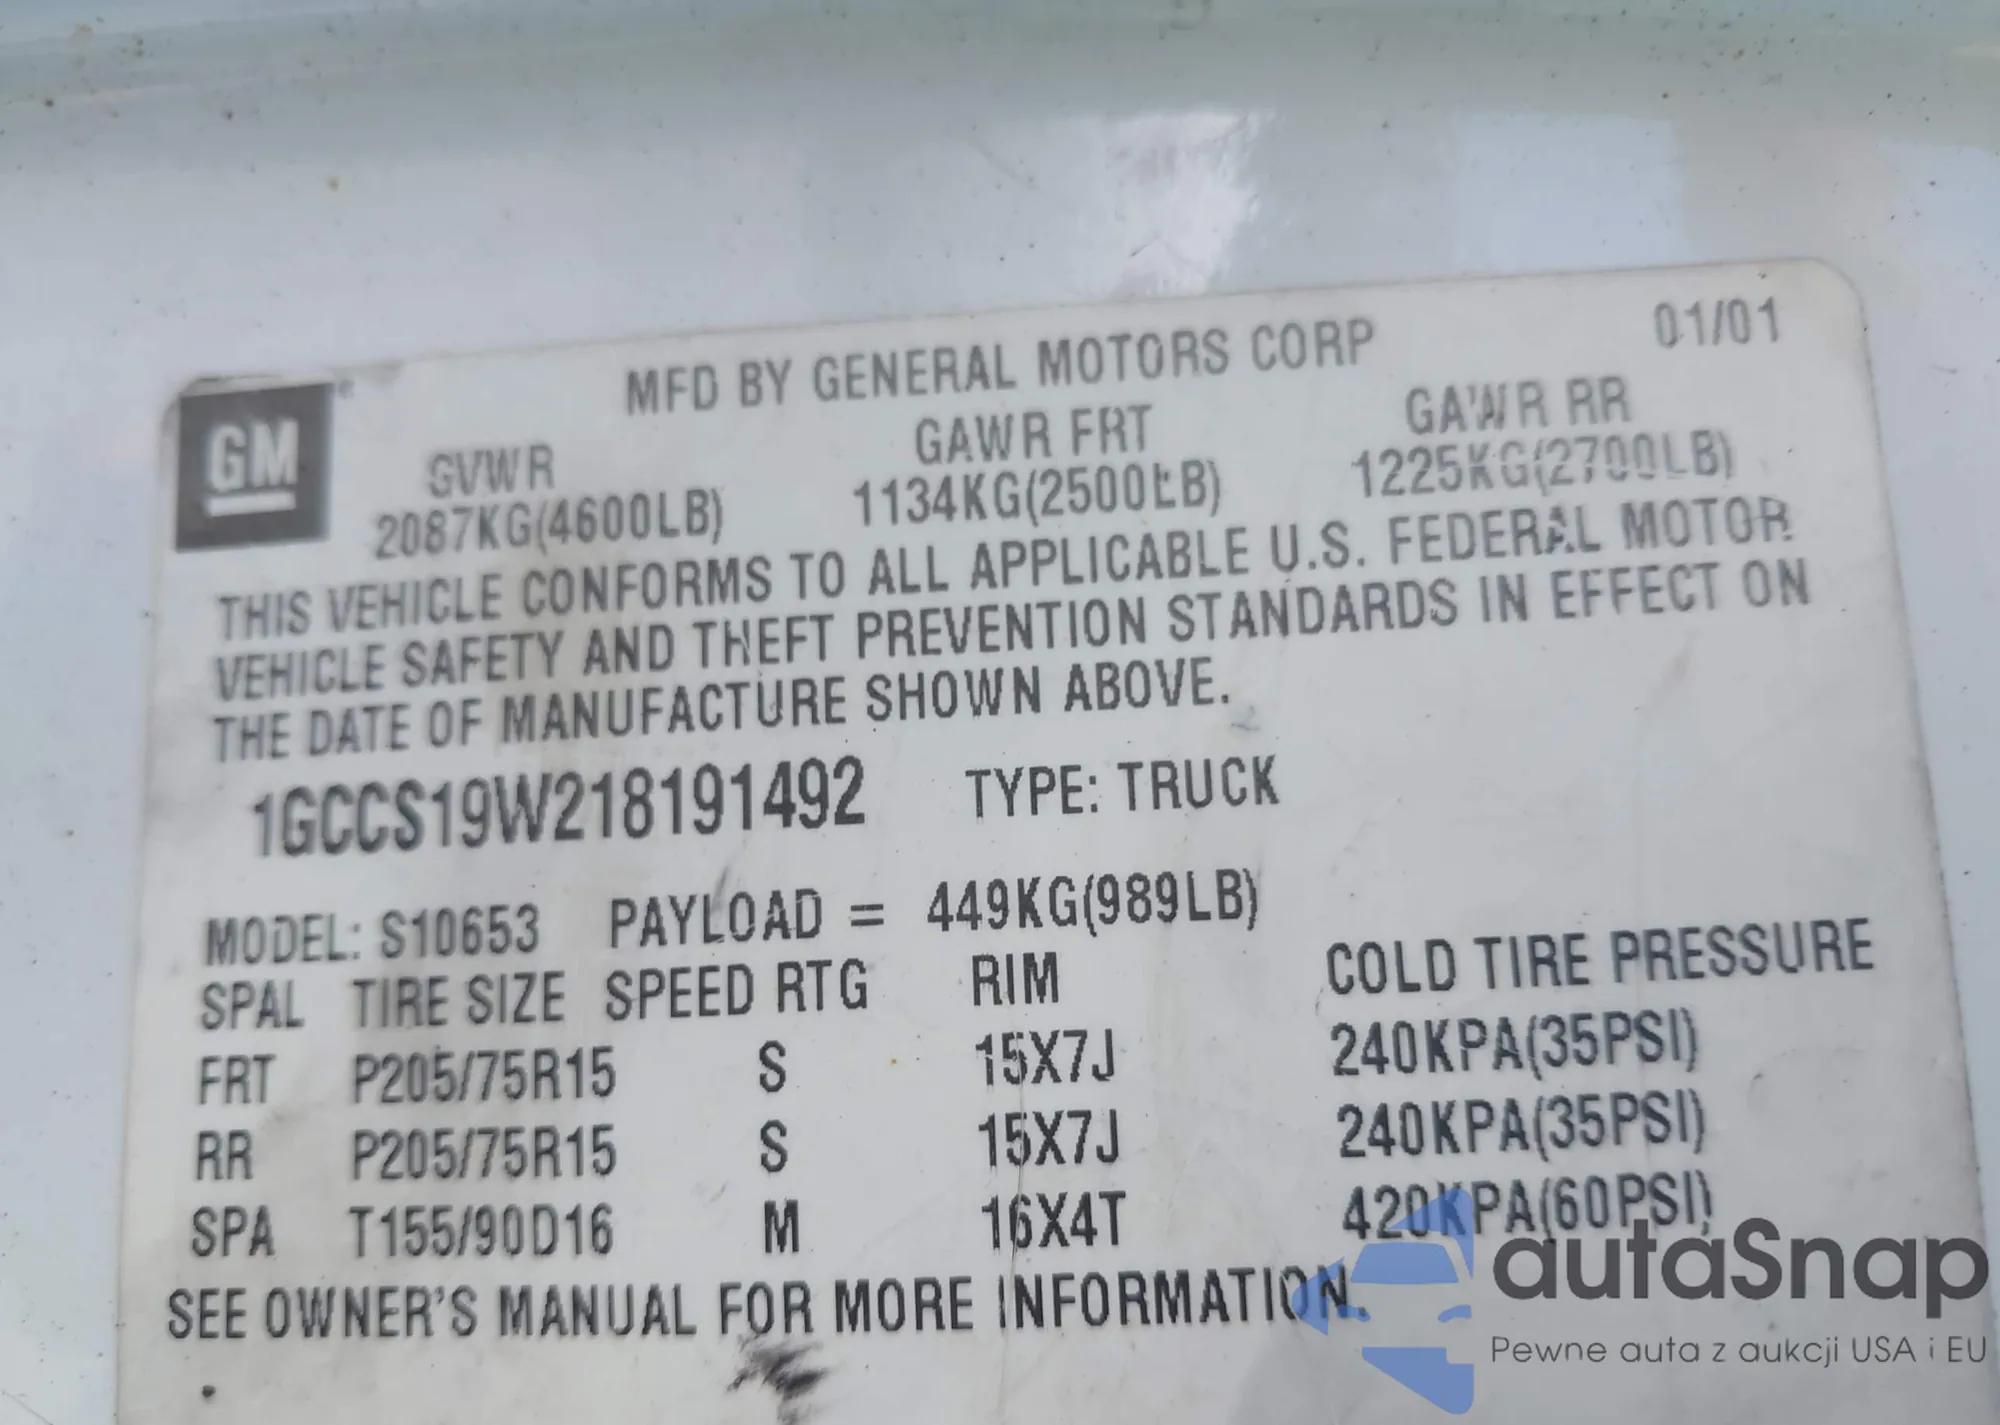 01/01
MFD BY GENERAL MOTORS CORP
GM
GVWR GAWR FRT GAWR RR
2087KG(4600LB) 1134KG(2500LB) 1225KG(2700LB)
THIS VEHICLE CONFORMS TO ALL APPLICABLE U.S. FEDERAL MOTOR
VEHICLE SAFETY AND THEFT PREVENTION STANDARDS IN EFFECT ON
THE DATE OF MANUFACTURE SHOWN ABOVE.
1GCCS19W218191492 TYPE: TRUCK
MODEL: S10653 PAYLOAD = 449KG(989LB)
SPAL TIRE SIZE SPEED RTG RIM COLD TIRE PRESSURE
FRT P205/75R15 S 15X7J 240KPA(35PSI)
RR P205/75R15 S 15X7J 240KPA(35PSI)
SPA T155/90D16 M 16X4T 420KPA(60PSI)
SEE OWNER'S MANUAL FOR MORE INFORMATION.
autaSnap
Pewne auta z aukcji USA i EU